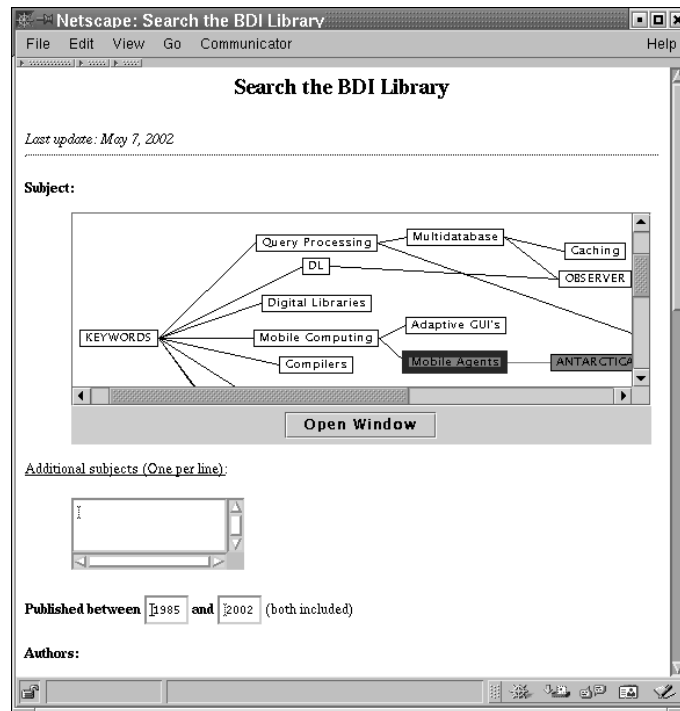 Netscape: Search the BDI Library
File Edit View Go Communicator Help
Search the BDI Library
Last update: May 7, 2002
Subject:
Query Processing
Multidatabase
Caching
DL
OBSERVER
Digital Libraries
KEYWORDS
Mobile Computing
Adaptive GUI's
Compilers
Mobile Agents
ANTARCTICA
Open Window
Additional subjects (One per line):
Published between 1985 and 2002 (both included)
Authors: